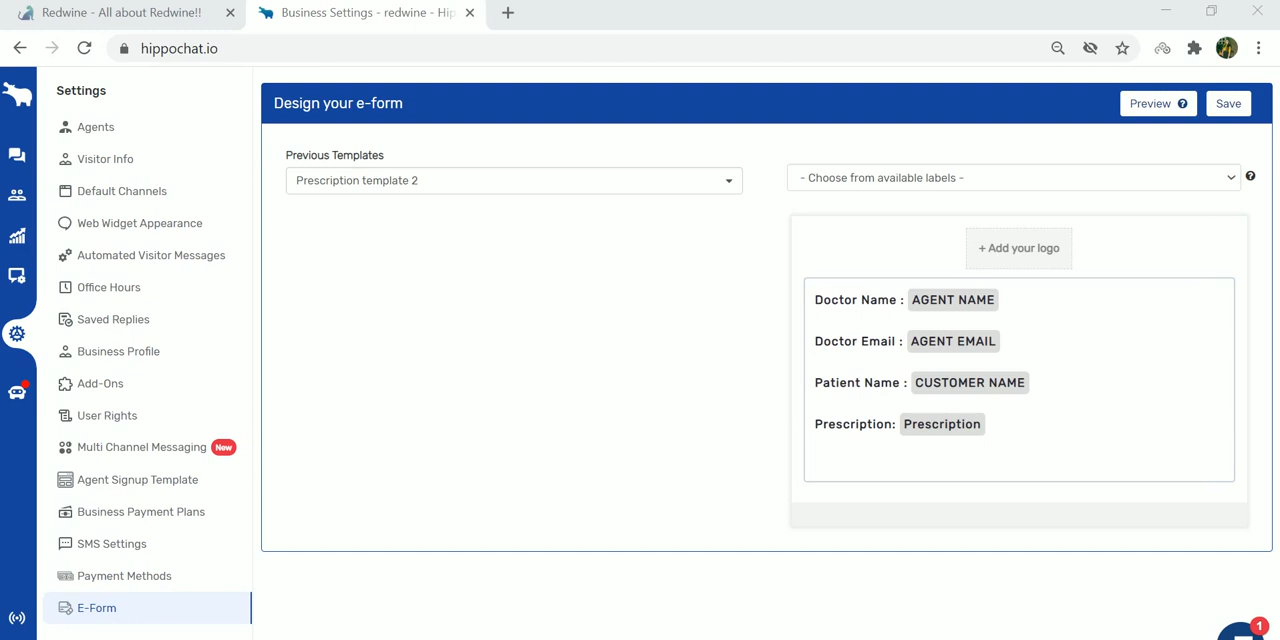 Redwine - All about Redwine!!
Business Settings - redwine - Hip
hippochat.io
Settings
Agents
Visitor Info
Default Channels
Web Widget Appearance
Automated Visitor Messages
Office Hours
Saved Replies
Business Profile
Add-Ons
User Rights
Multi Channel Messaging New
Agent Signup Template
Business Payment Plans
SMS Settings
Payment Methods
E-Form
Design your e-form
Preview ?
Save
Previous Templates
Prescription template 2
- Choose from available labels -
?
+ Add your logo
Doctor Name : AGENT NAME
Doctor Email : AGENT EMAIL
Patient Name : CUSTOMER NAME
Prescription: Prescription
1